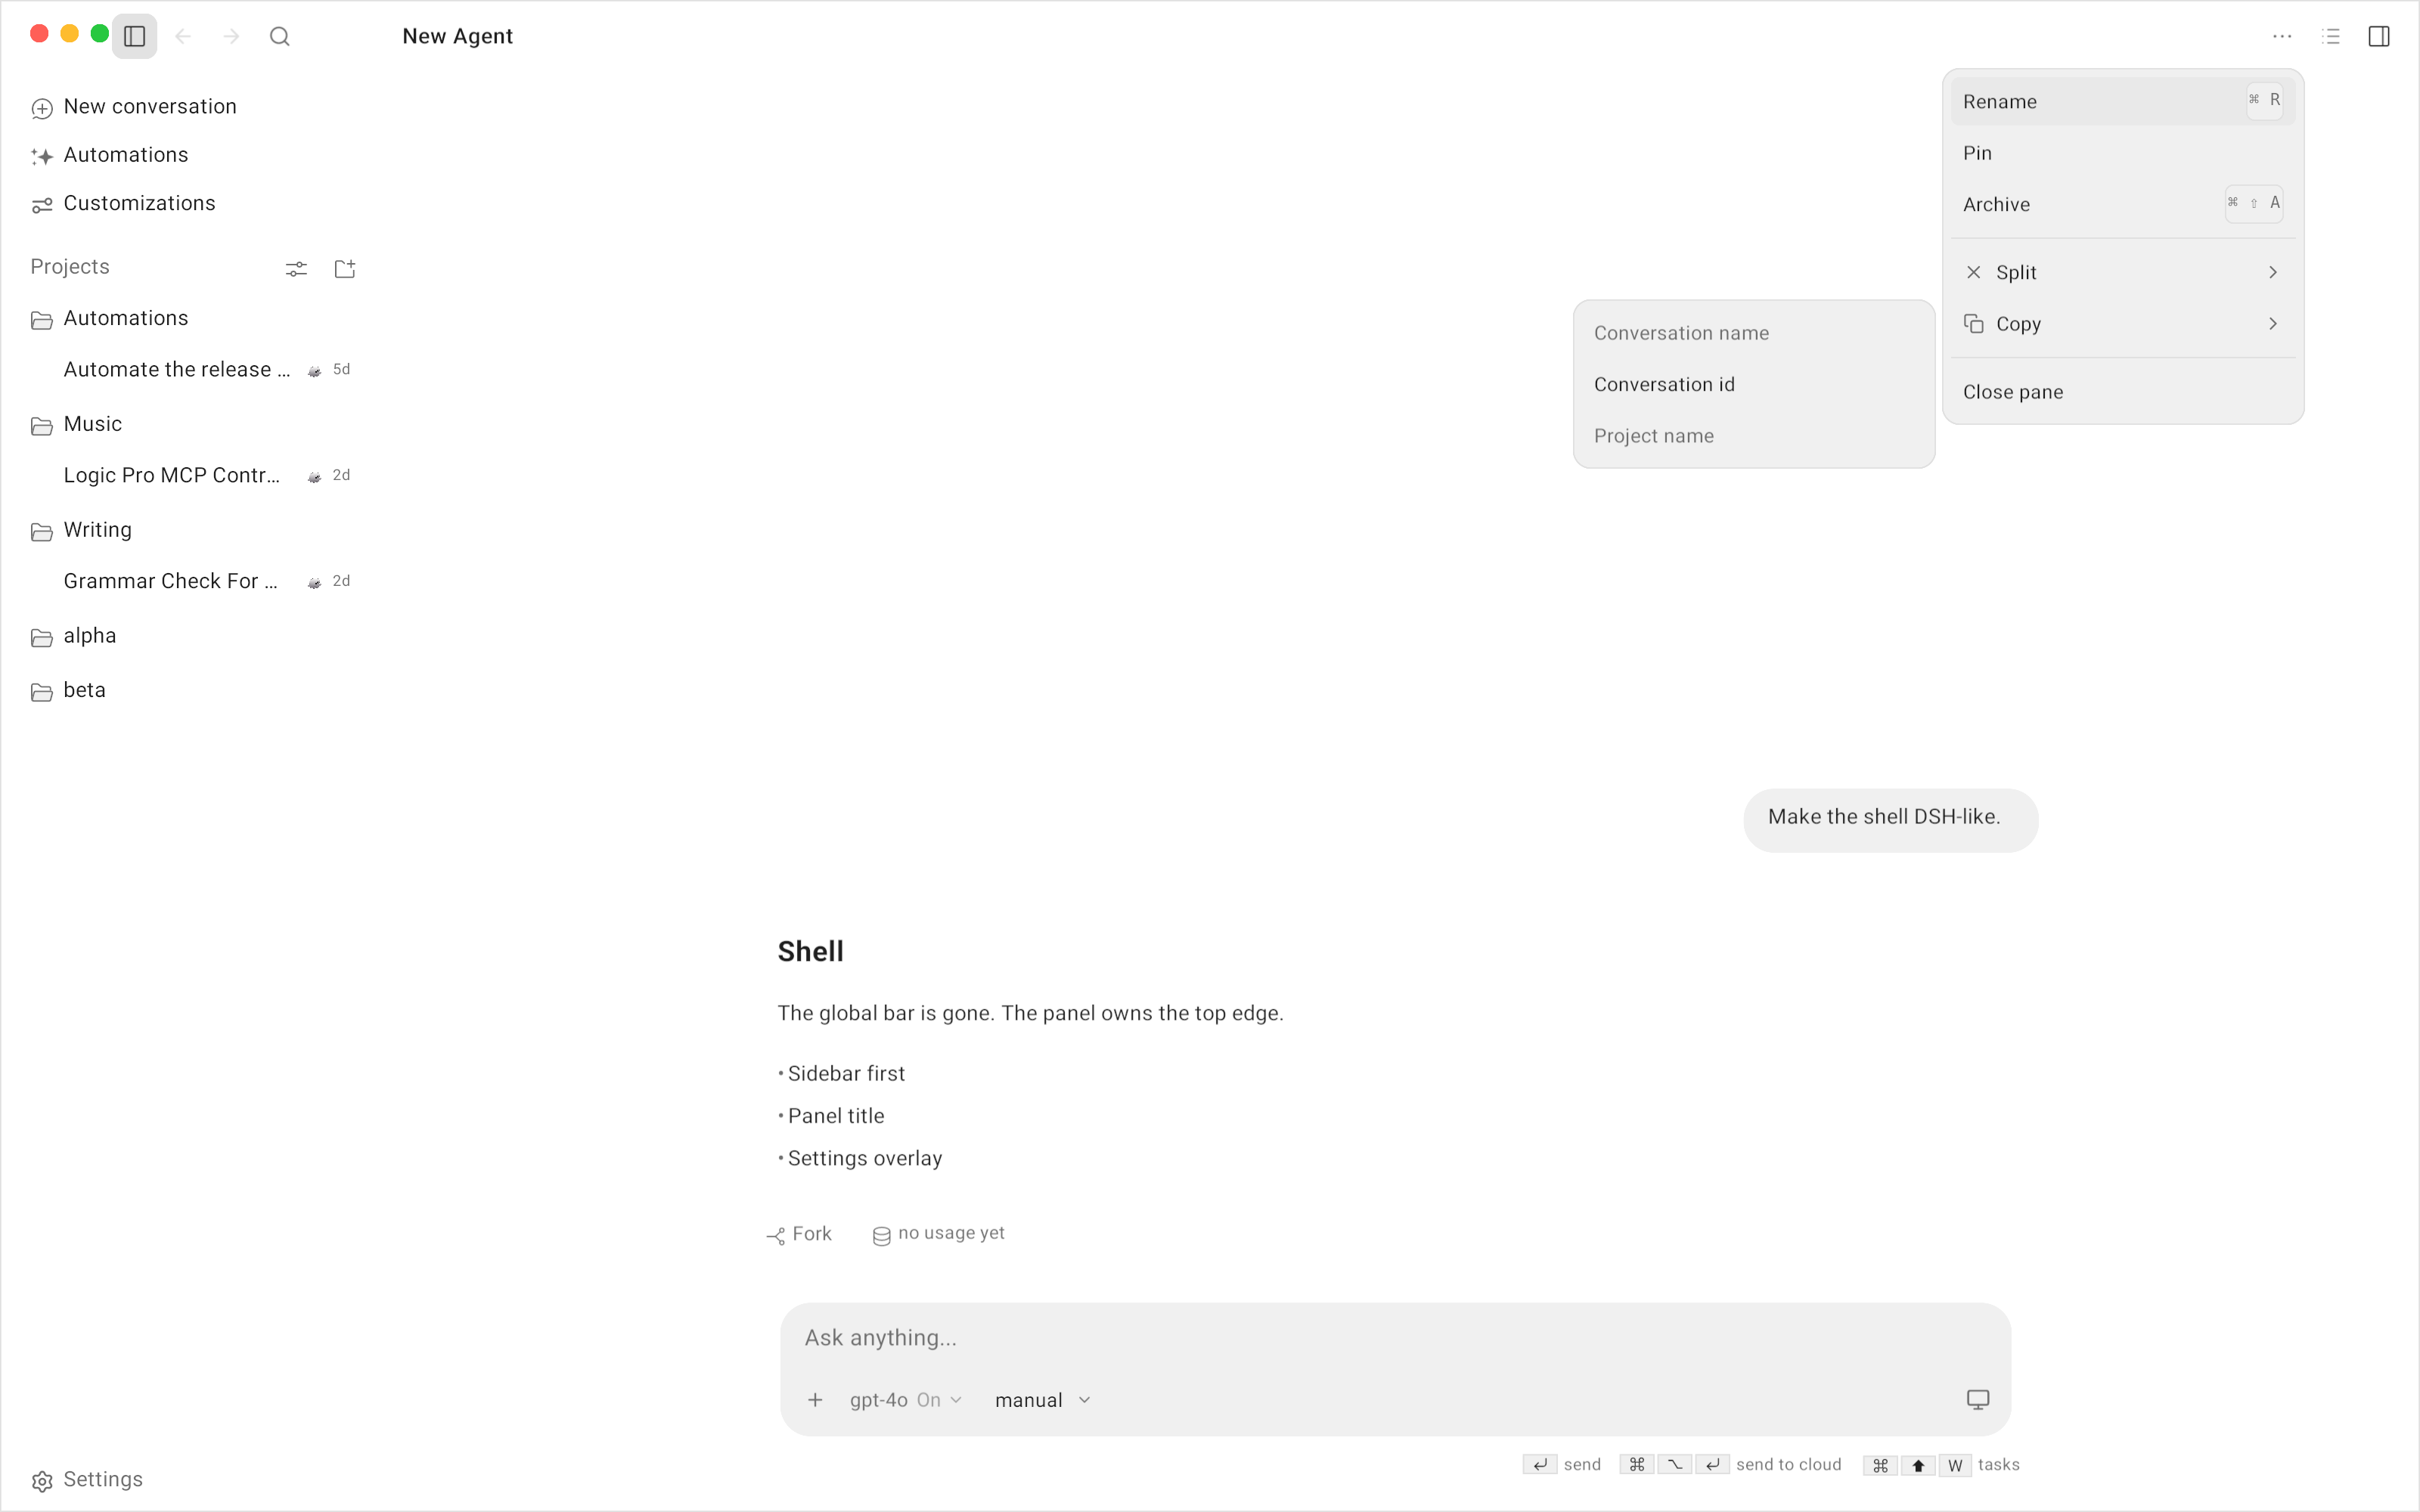 New Agent
New conversation
Automations
Customizations
Projects
Automations
Automate the release ... 5d
Music
Logic Pro MCP Contr... 2d
Writing
Grammar Check For ... 2d
alpha
beta
Settings
Rename ⌘ R
Pin
Archive ⌘ ⇧ A
Split
Copy
Close pane
Conversation name
Conversation id
Project name
Make the shell DSH-like.
Shell
The global bar is gone. The panel owns the top edge.
• Sidebar first
• Panel title
• Settings overlay
Fork no usage yet
Ask anything...
gpt-4o On manual
↵ send ⌘ ⌥ ↵ send to cloud ⌘ ⬆ W tasks